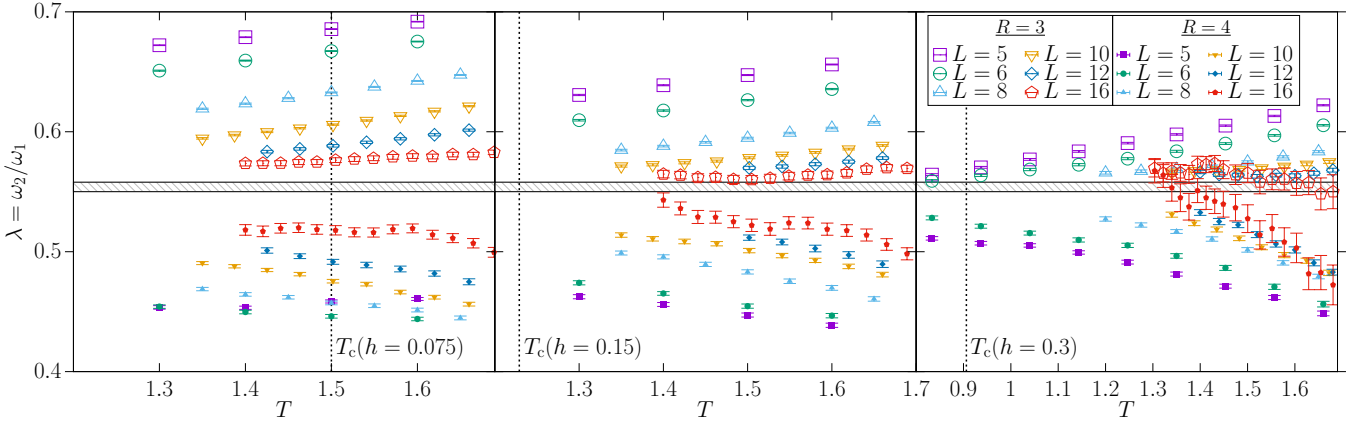 0.7
0.6
0.5
0.4
λ = ω₂/ω₁
1.3 1.4 1.5 1.6
T
T_c(h = 0.075)
1.3 1.4 1.5 1.6 1.7
T
T_c(h = 0.15)
0.9 1 1.1 1.2 1.3 1.4 1.5 1.6
T
T_c(h = 0.3)
R = 3 R = 4
L = 5 L = 10 L = 5 L = 10
L = 6 L = 12 L = 6 L = 12
L = 8 L = 16 L = 8 L = 16